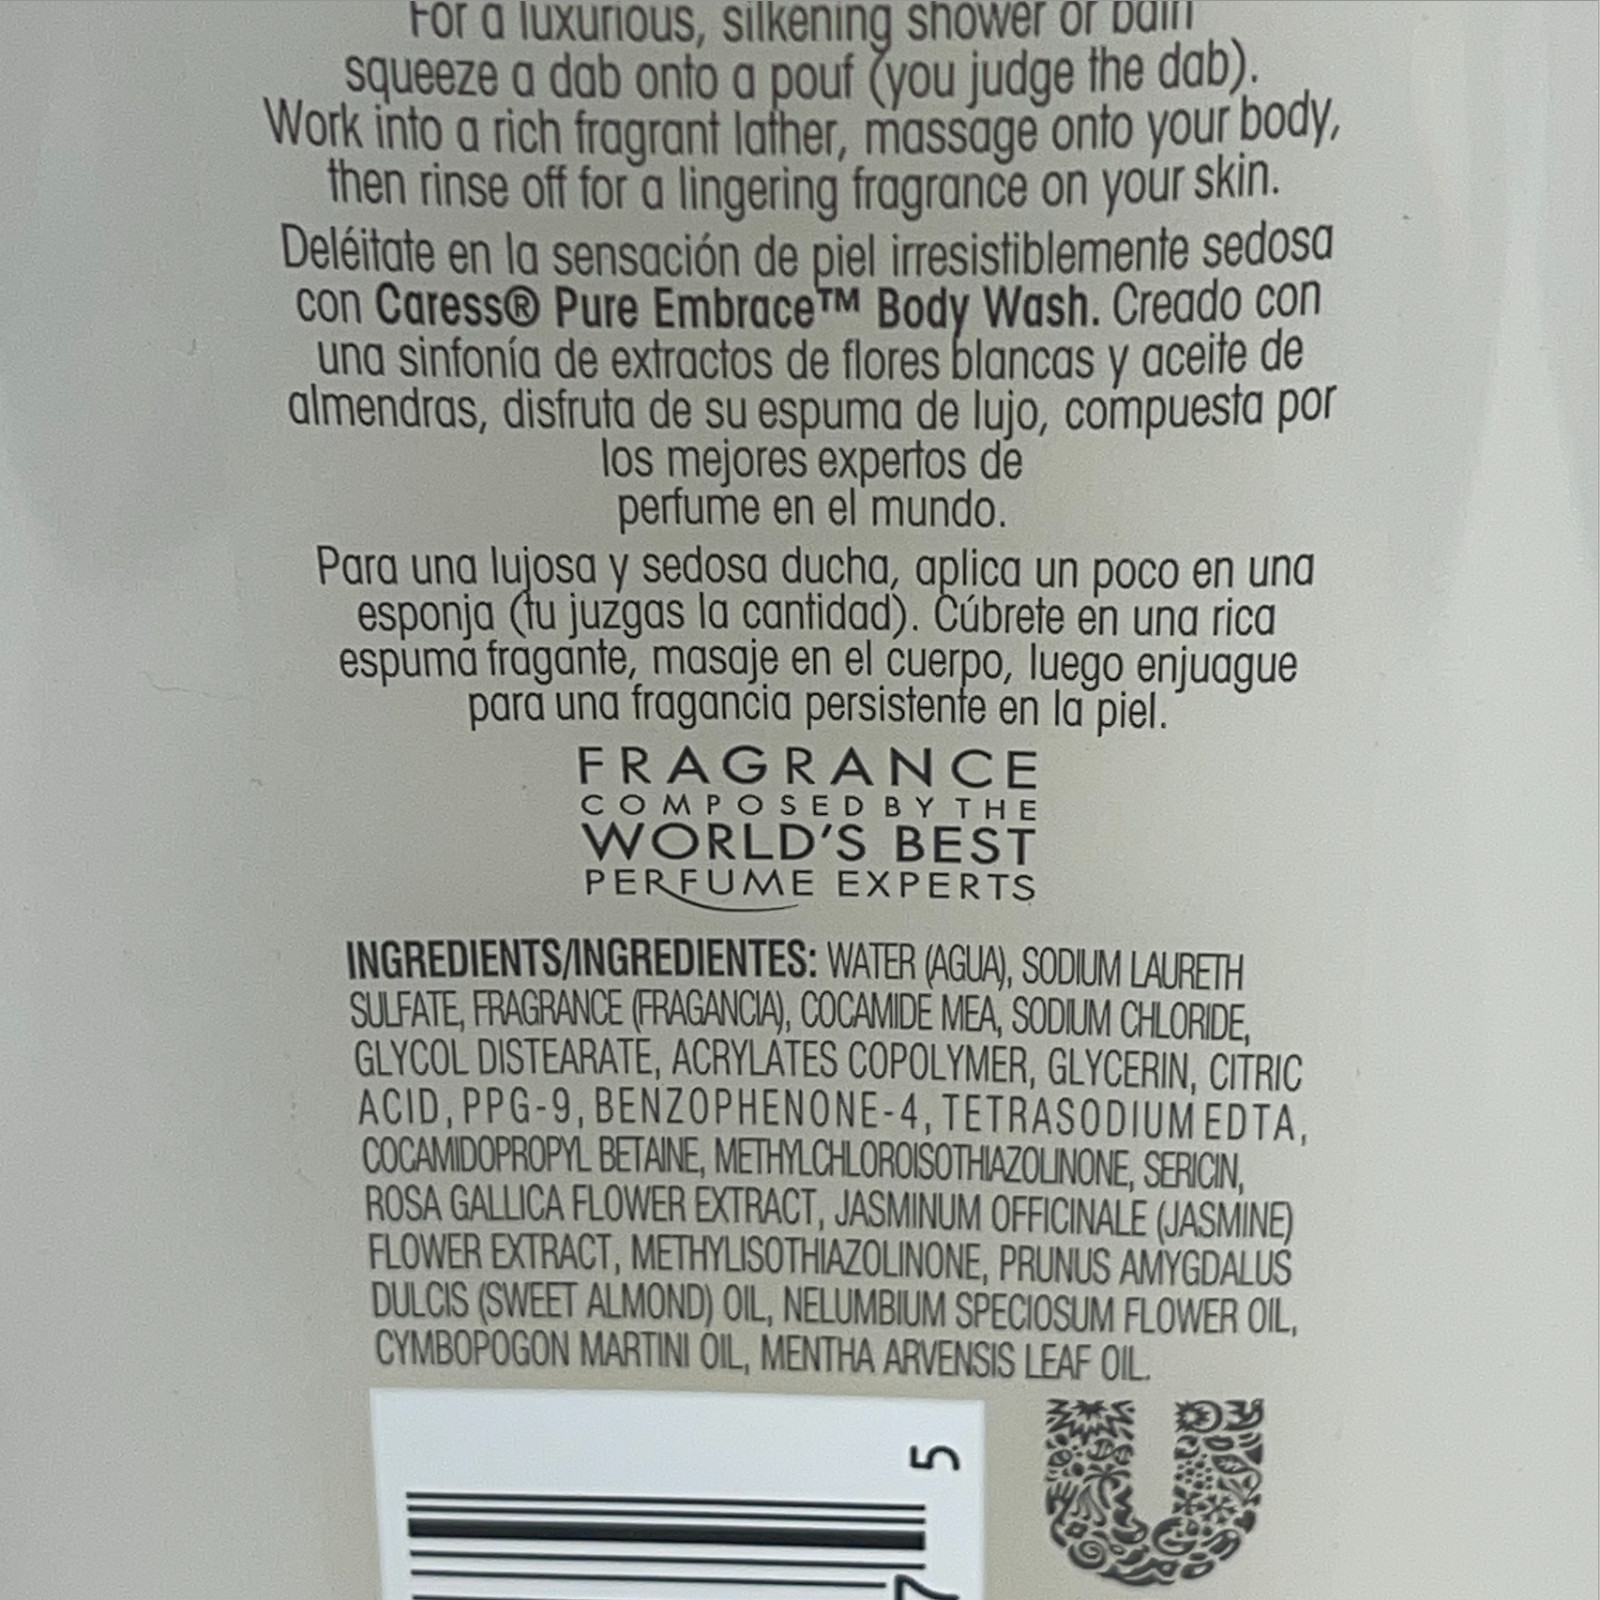 For a luxurious, silkening shower or bath
squeeze a dab onto a pouf (you judge the dab).
Work into a rich fragrant lather, massage onto your body,
then rinse off for a lingering fragrance on your skin.
Deléitate en la sensación de piel irresistiblemente sedosa
con Caress® Pure Embrace™ Body Wash. Creado con
una sinfonía de extractos de flores blancas y aceite de
almendras, disfruta de su espuma de lujo, compuesta por
los mejores expertos de
perfume en el mundo.
Para una lujosa y sedosa ducha, aplica un poco en una
esponja (tu juzgas la cantidad). Cúbrete en una rica
espuma fragante, masaje en el cuerpo, luego enjuague
para una fragancia persistente en la piel.
FRAGRANCE
COMPOSED BY THE
WORLD'S BEST
PERFUME EXPERTS
INGREDIENTS/INGREDIENTES: WATER (AGUA), SODIUM LAURETH
SULFATE, FRAGRANCE (FRAGANCIA), COCAMIDE MEA, SODIUM CHLORIDE,
GLYCOL DISTEARATE, ACRYLATES COPOLYMER, GLYCERIN, CITRIC
ACID, PPG-9, BENZOPHENONE-4, TETRASODIUM EDTA,
COCAMIDOPROPYL BETAINE, METHYLCHLOROISOTHIAZOLINONE, SERICIN,
ROSA GALLICA FLOWER EXTRACT, JASMINUM OFFICINALE (JASMINE)
FLOWER EXTRACT, METHYLISOTHIAZOLINONE, PRUNUS AMYGDALUS
DULCIS (SWEET ALMOND) OIL, NELUMBIUM SPECIOSUM FLOWER OIL,
CYMBOPOGON MARTINI OIL, MENTHA ARVENSIS LEAF OIL.
5
7